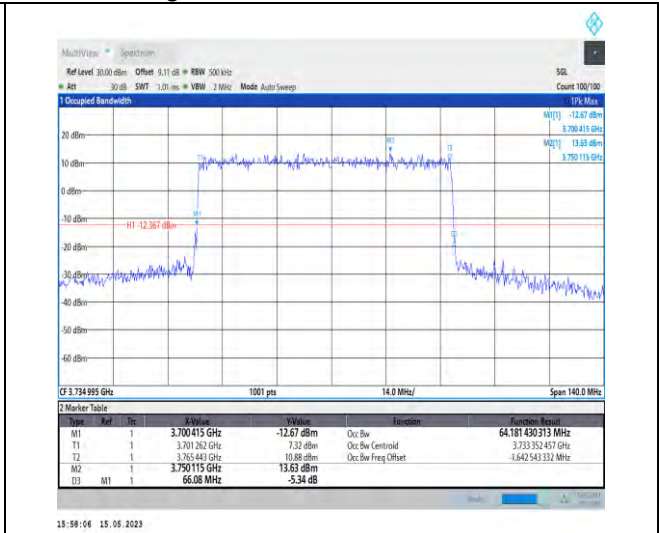 MultiView Spectrum
Ref Level 30.00 dBm Offset 9.11 dB RBW 500 kHz SGL
Att 30 dB SWT 1.01 ms VBW 2 MHz Mode Auto Sweep Count 100/100
1 Occupied Bandwidth 1Pk Max
M1[1] -12.67 dBm
3.700 415 GHz
M2[1] 13.63 dBm
3.750 115 GHz
20 dBm
M2
T1 T2
10 dBm
0 dBm
-10 dBm
M1
H1 -12.367 dBm
D3
-20 dBm
-30 dBm
-40 dBm
-50 dBm
-60 dBm
CF 3.734 995 GHz 1001 pts 14.0 MHz/ Span 140.0 MHz
2 Marker Table
Type Ref Trc X-Value Y-Value Function Function Result
M1 1 3.700 415 GHz -12.67 dBm Occ Bw 64.181 430 313 MHz
T1 1 3.701 262 GHz 7.32 dBm Occ Bw Centroid 3.733 352 457 GHz
T2 1 3.765 443 GHz 10.88 dBm Occ Bw Freq Offset -1.642 543 332 MHz
M2 1 3.750 115 GHz 13.63 dBm
D3 M1 1 66.08 MHz -5.34 dB
15:58:06 15.05.2023